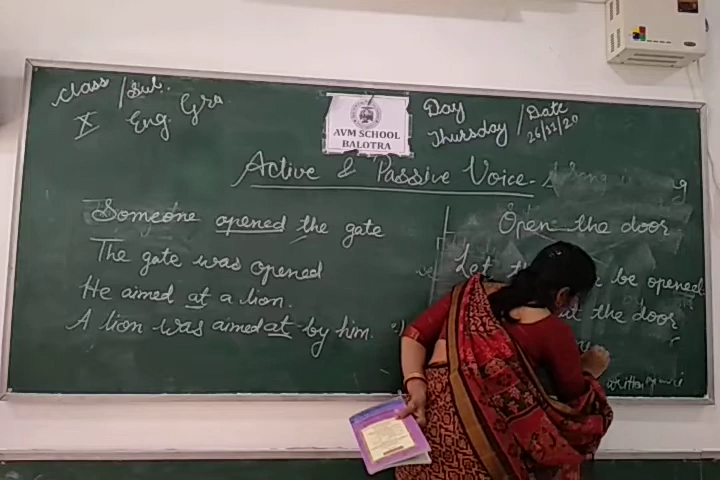 Class / Sub.
X Eng. Gra
AVM SCHOOL
BALOTRA
Day / Date
Thursday / 26/11/20
Active & Passive Voice-
Someone opened the gate
The gate was opened
He aimed at a lion.
A lion was aimed at by him.
Open the door
Let be opened
the door